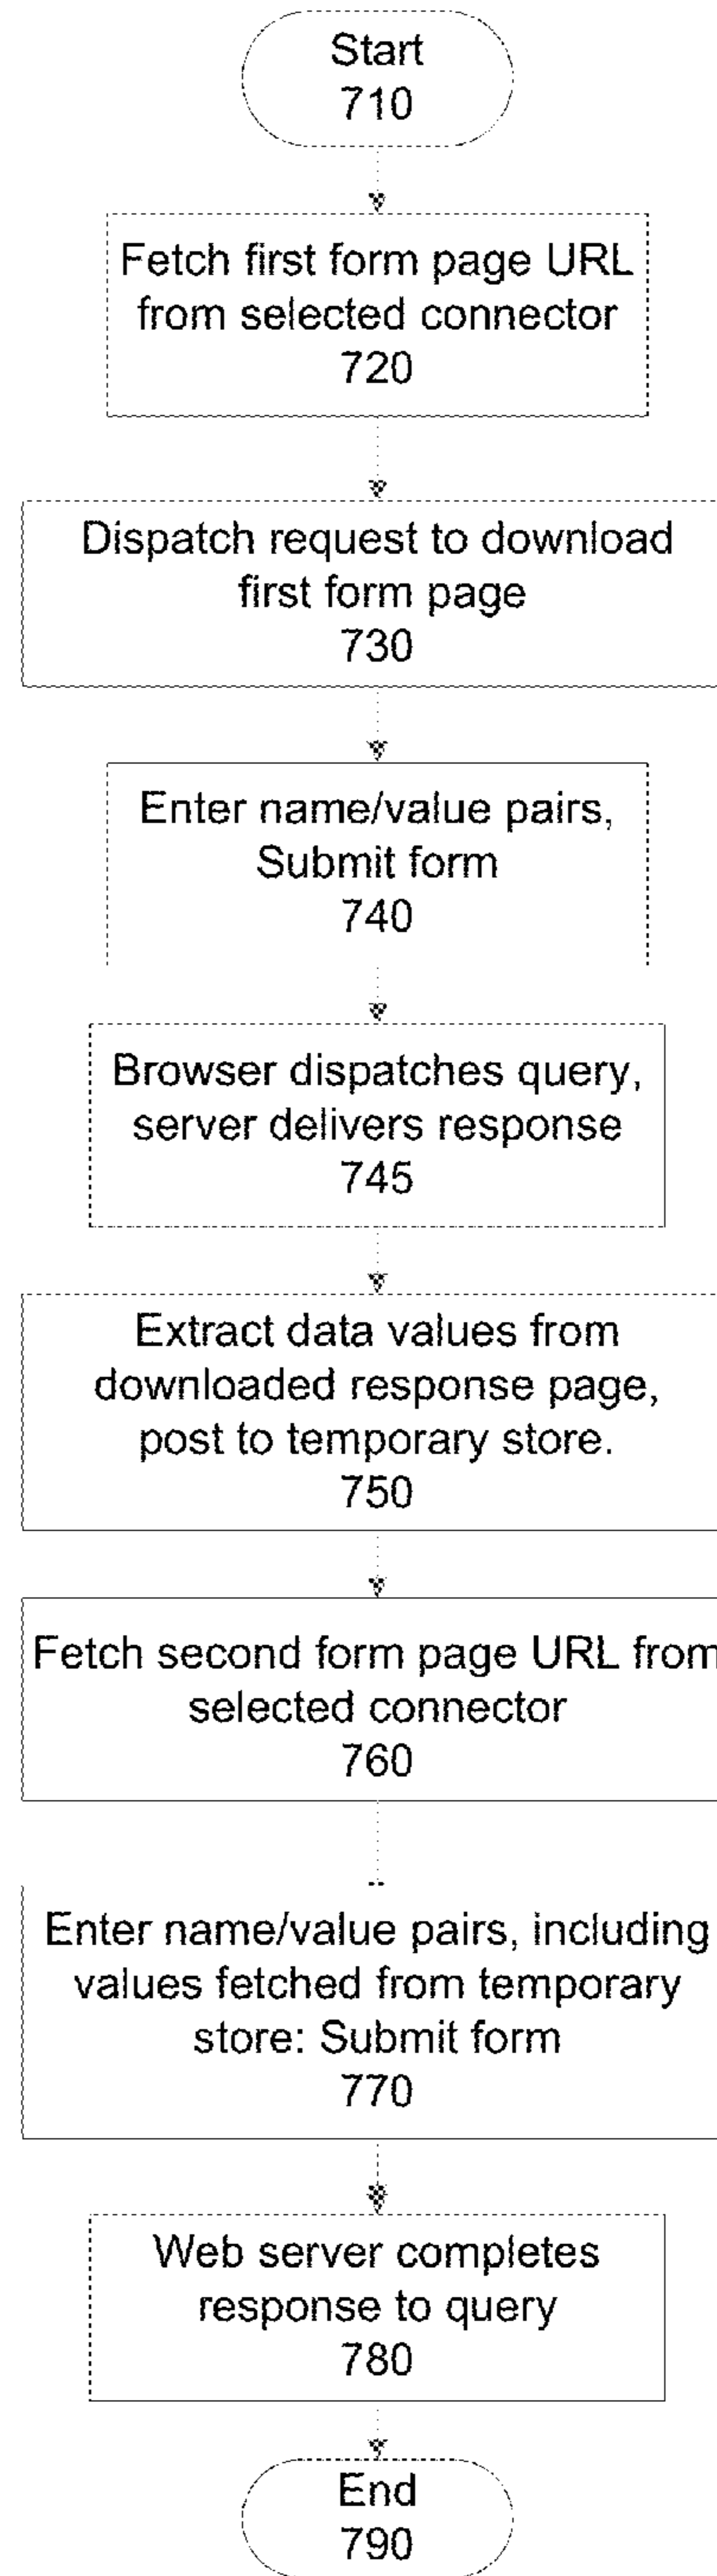 Start
710
Fetch first form page URL
from selected connector
720
Dispatch request to download
first form page
730
Enter name/value pairs,
Submit form
740
Browser dispatches query,
server delivers response
745
Extract data values from
downloaded response page,
post to temporary store.
750
Fetch second form page URL from
selected connector
760
Enter name/value pairs, including
values fetched from temporary
store: Submit form
770
Web server completes
response to query
780
End
790